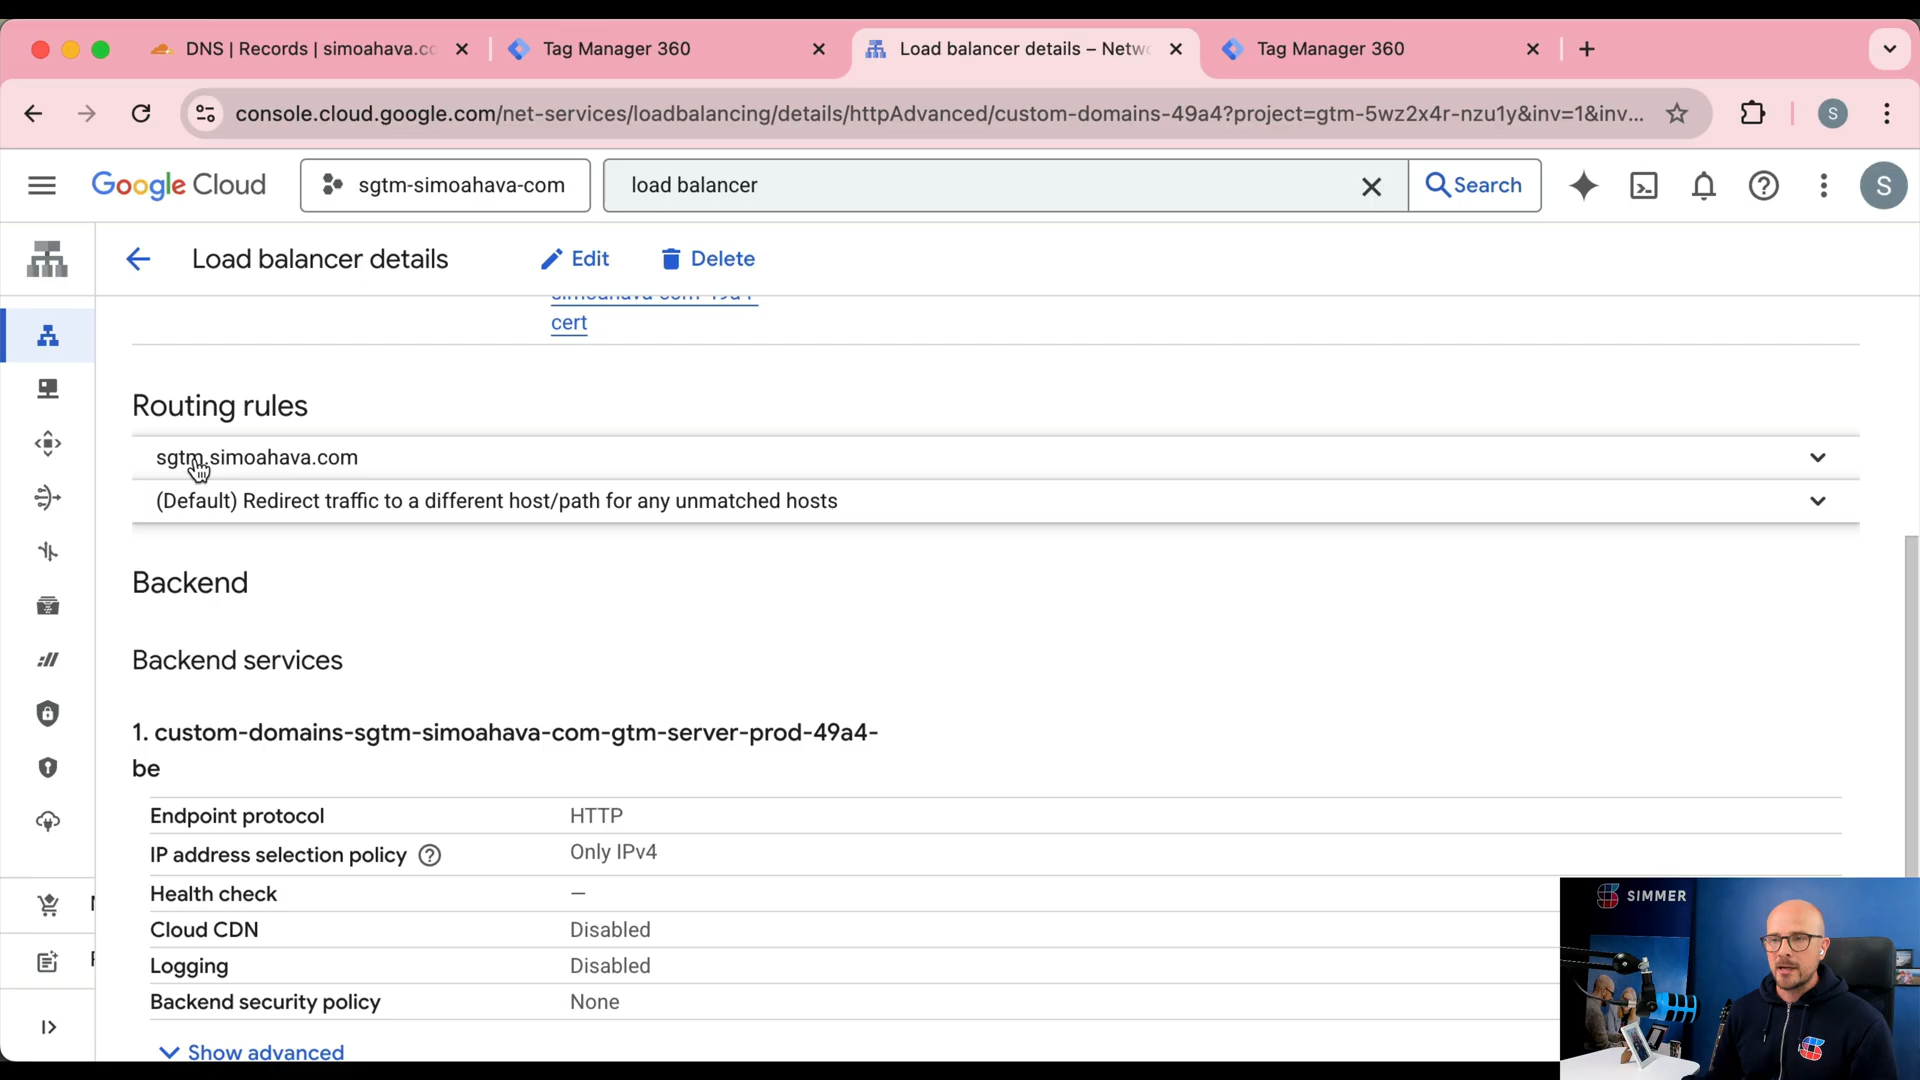 DNS | Records | simoahava.co
Tag Manager 360
Load balancer details – Netw
Tag Manager 360
console.cloud.google.com/net-services/loadbalancing/details/httpAdvanced/custom-domains-49a4?project=gtm-5wz2x4r-nzu1y&inv=1&inv...
S
Google Cloud
sgtm-simoahava-com
load balancer
Search
S
Load balancer details
Edit
Delete
simoahava-com-49a4-
cert
Routing rules
sgtm.simoahava.com
(Default) Redirect traffic to a different host/path for any unmatched hosts
Backend
Backend services
1. custom-domains-sgtm-simoahava-com-gtm-server-prod-49a4-
be
Endpoint protocol HTTP
IP address selection policy Only IPv4
Health check —
Cloud CDN Disabled
Logging Disabled
Backend security policy None
Show advanced
SIMMER